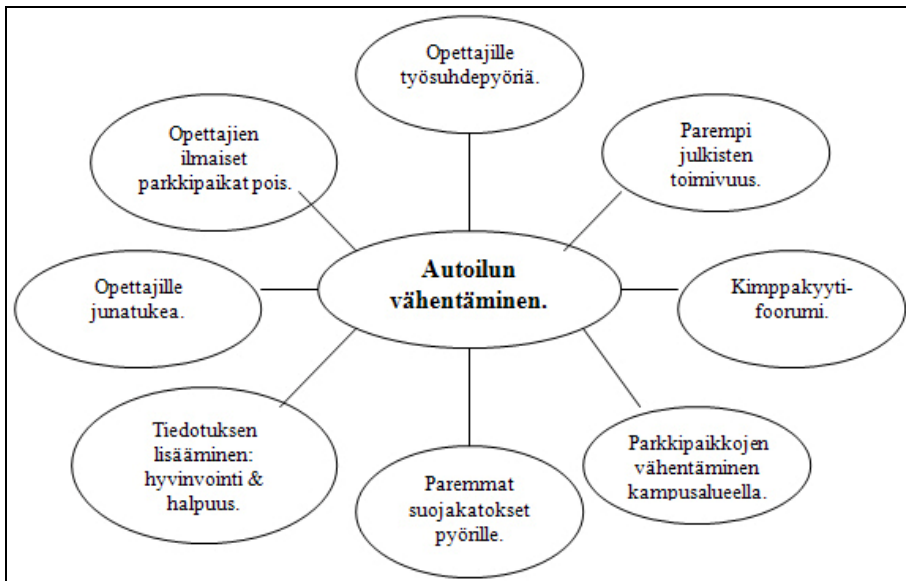 Opettajille
työsuhdepyöriä.
Opettajien
ilmaiset
parkkipaikat pois.
Parempi
julkisten
toimivuus.
Autoilun
vähentäminen.
Opettajille
junatukea.
Kimppakyyti-
foorumi.
Tiedotuksen
lisääminen:
hyvinvointi &
halpuus.
Paremmat
suojakatokset
pyörille.
Parkkipaikkojen
vähentäminen
kampusalueella.